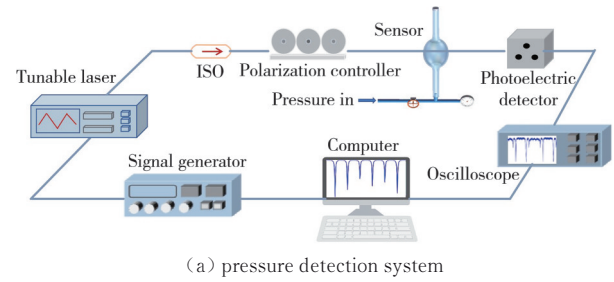 Sensor
Tunable laser
ISO
Polarization controller
Photoelectric
detector
Pressure in
Computer
Signal generator
Oscilloscope
(a) pressure detection system